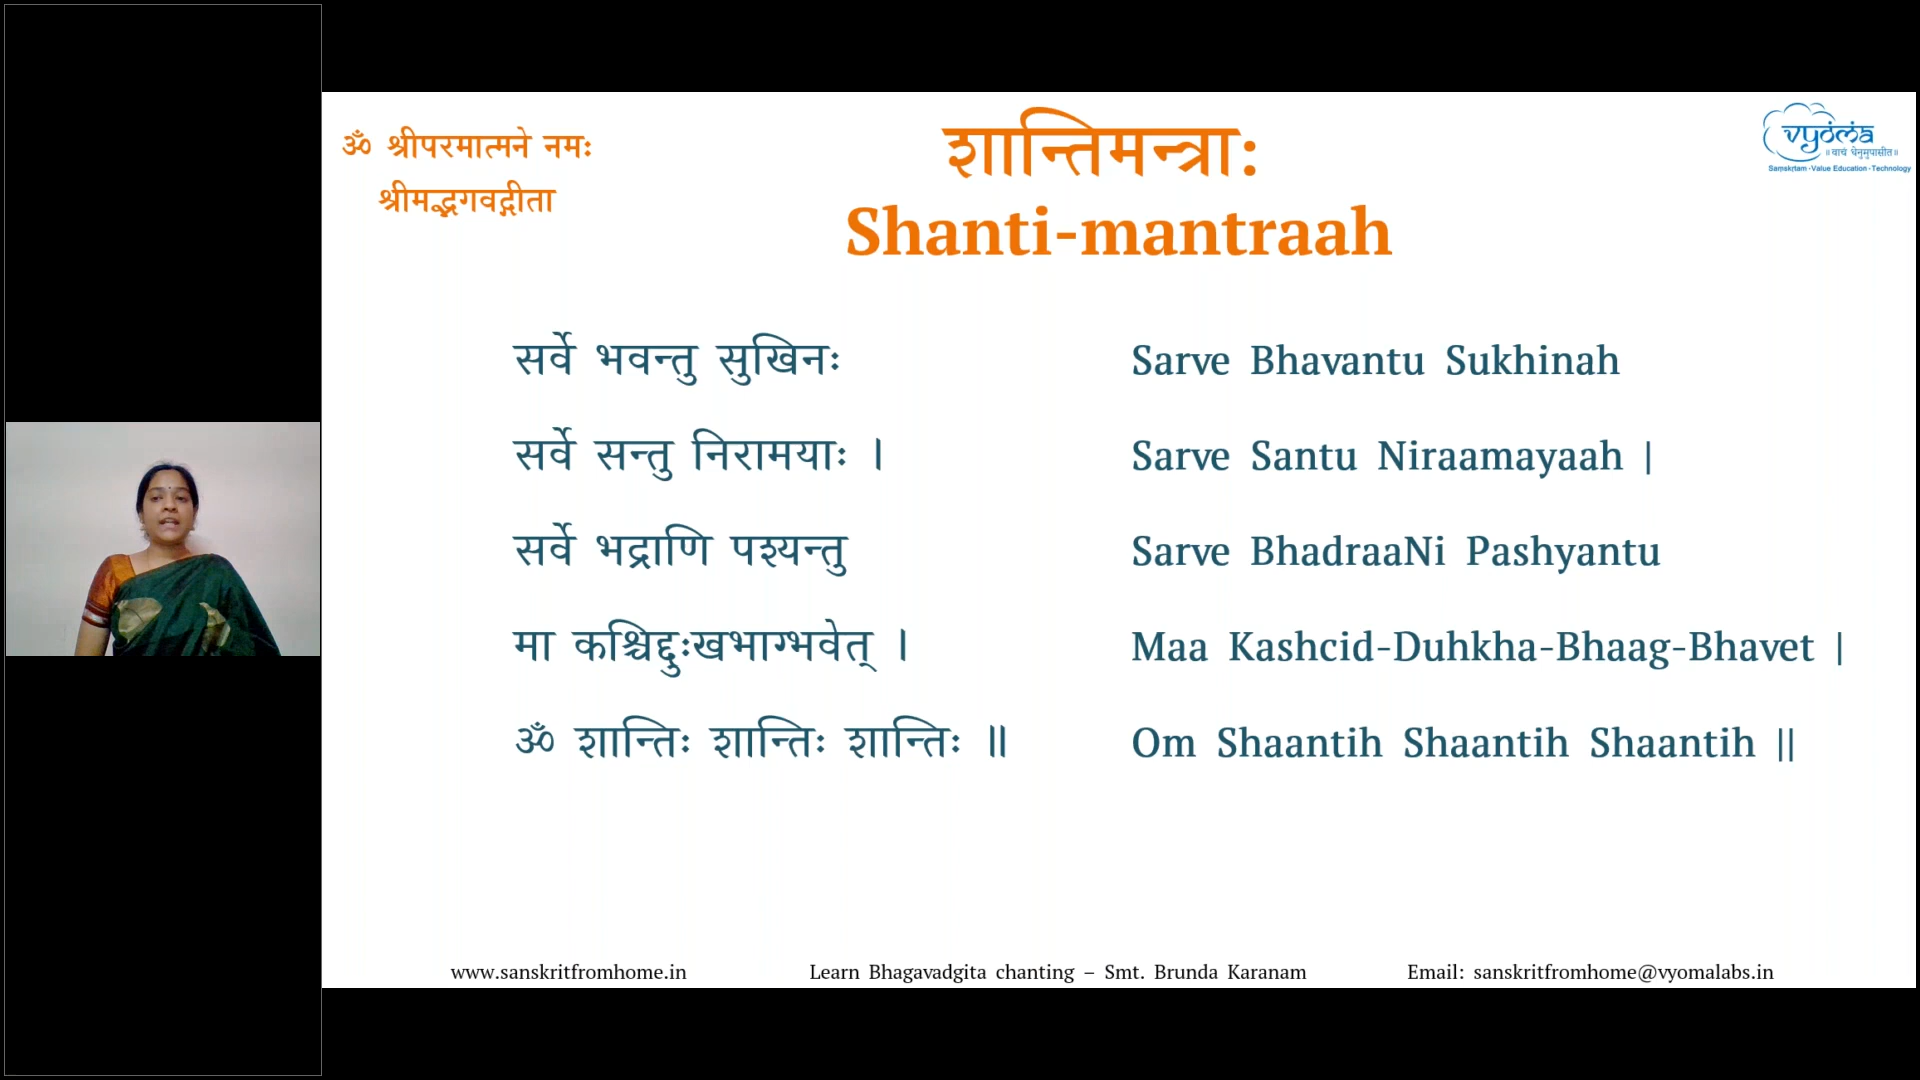 ॐ श्रीपरमात्मने नमः
श्रीमद्भगवद्गीता
शान्तिमन्त्राः
Shanti-mantraah
vyoma
॥ वाचं धेनुमुपासीत॥
Samskrtam - Value Education - Technology
सर्वे भवन्तु सुखिनः
सर्वे सन्तु निरामयाः ।
सर्वे भद्राणि पश्यन्तु
मा कश्चिद्दुःखभाग्भवेत् ।
ॐ शान्तिः शान्तिः शान्तिः ॥
Sarve Bhavantu Sukhinah
Sarve Santu Niraamayaah |
Sarve BhadraaNi Pashyantu
Maa Kashcid-Duhkha-Bhaag-Bhavet |
Om Shaantih Shaantih Shaantih ||
www.sanskritfromhome.in
Learn Bhagavadgita chanting – Smt. Brunda Karanam
Email: sanskritfromhome@vyomalabs.in